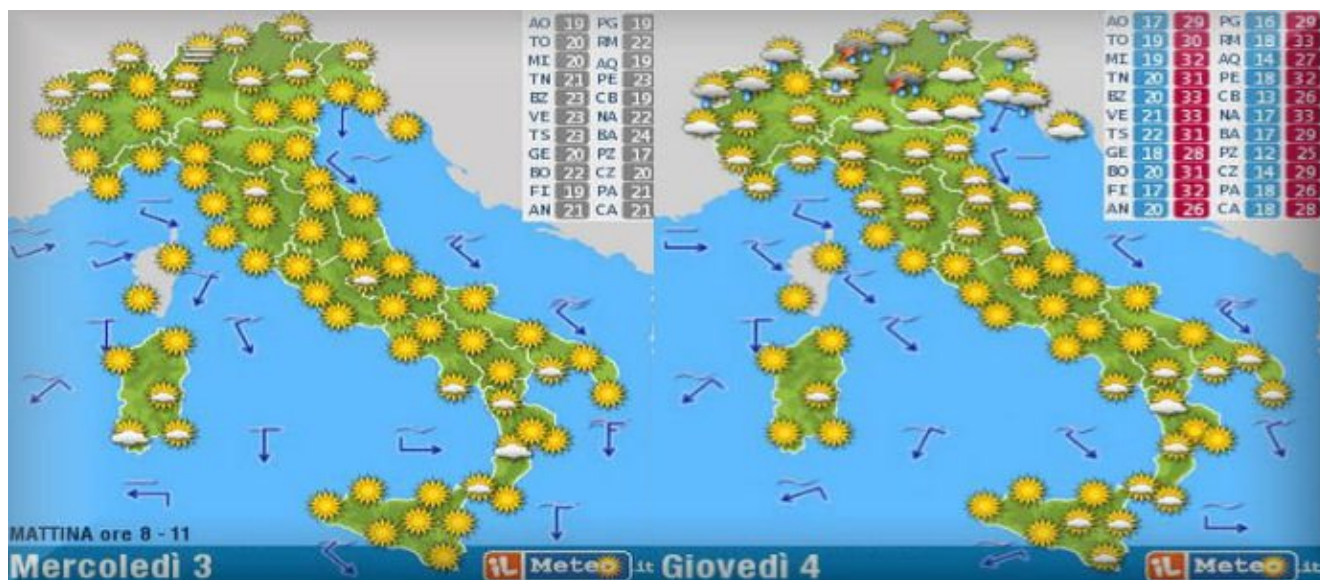 AO 19 PG 19
TO 20 RM 22
MI 20 AQ 19
TN 21 PE 23
BZ 23 CB 19
VE 23 NA 22
TS 23 BA 24
GE 20 PZ 17
BO 22 CZ 20
FI 19 PA 21
AN 21 CA 21
MATTINA ore 8 - 11
Mercoledì 3
iL Meteo.it
AO 17 29 PG 16 29
TO 19 30 RM 18 33
MI 19 32 AQ 14 27
TN 20 31 PE 18 32
BZ 20 33 CB 13 26
VE 21 33 NA 17 33
TS 22 31 BA 17 29
GE 18 28 PZ 12 25
BO 20 31 CZ 14 29
FI 17 32 PA 18 26
AN 20 26 CA 18 28
Giovedì 4
iL Meteo.it